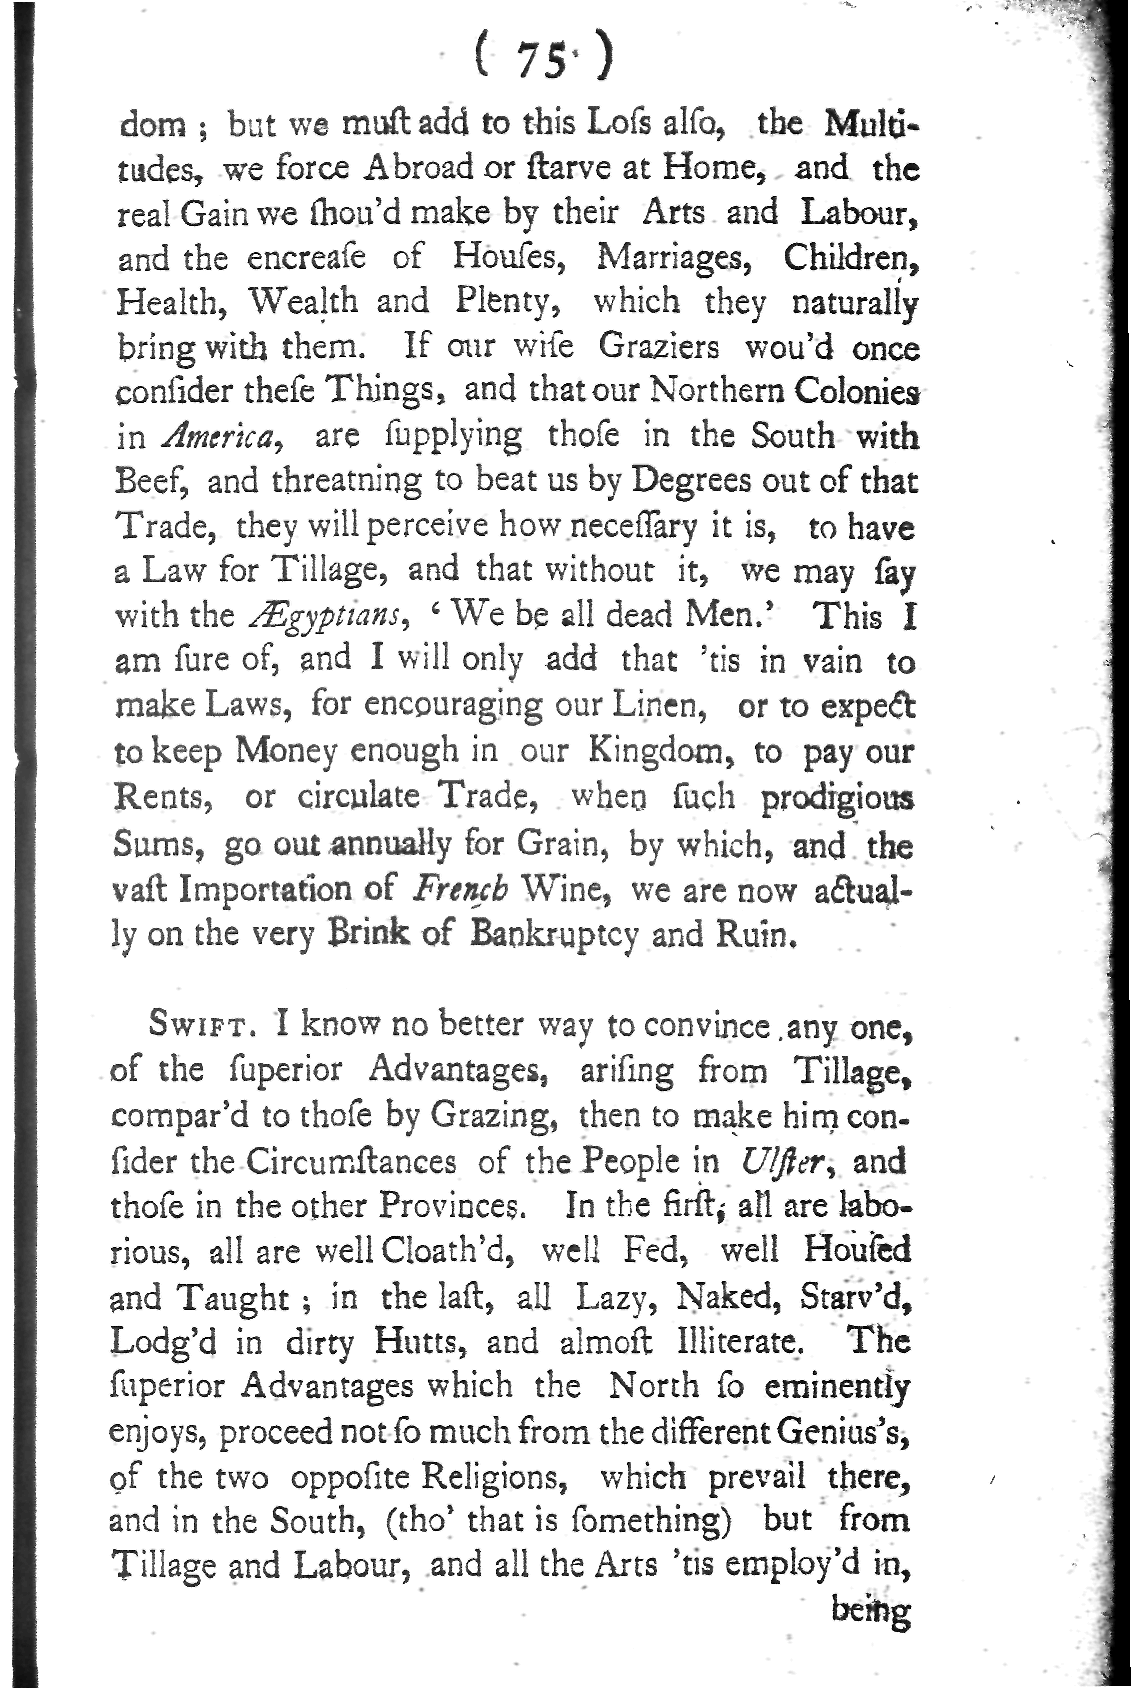 ( 75 )
dom ; but we muſt add to this Loſs alſo, the Multi-
tudes, we force Abroad or ſtarve at Home, and the
real Gain we ſhou'd make by their Arts and Labour,
and the encreaſe of Houſes, Marriages, Children,
Health, Wealth and Plenty, which they naturally
bring with them. If our wiſe Graziers wou'd once
conſider theſe Things, and that our Northern Colonies
in America, are ſupplying thoſe in the South with
Beef, and threatning to beat us by Degrees out of that
Trade, they will perceive how neceſſary it is, to have
a Law for Tillage, and that without it, we may ſay
with the Ægyptians, ‘ We be all dead Men.’ This I
am ſure of, and I will only add that 'tis in vain to
make Laws, for encouraging our Linen, or to expect
to keep Money enough in our Kingdom, to pay our
Rents, or circulate Trade, when ſuch prodigious
Sums, go out annually for Grain, by which, and the
vaſt Importation of French Wine, we are now actual-
ly on the very Brink of Bankruptcy and Ruin.
SWIFT. I know no better way to convince any one,
of the ſuperior Advantages, ariſing from Tillage,
compar'd to thoſe by Grazing, then to make him con-
ſider the Circumſtances of the People in Ulſter, and
thoſe in the other Provinces. In the firſt, all are labo-
rious, all are well Cloath'd, well Fed, well Houſed
and Taught ; in the laſt, all Lazy, Naked, Starv'd,
Lodg'd in dirty Hutts, and almoſt Illiterate. The
ſuperior Advantages which the North ſo eminently
enjoys, proceed not ſo much from the different Genius's,
of the two oppoſite Religions, which prevail there,
and in the South, (tho' that is ſomething) but from
Tillage and Labour, and all the Arts 'tis employ'd in,
being